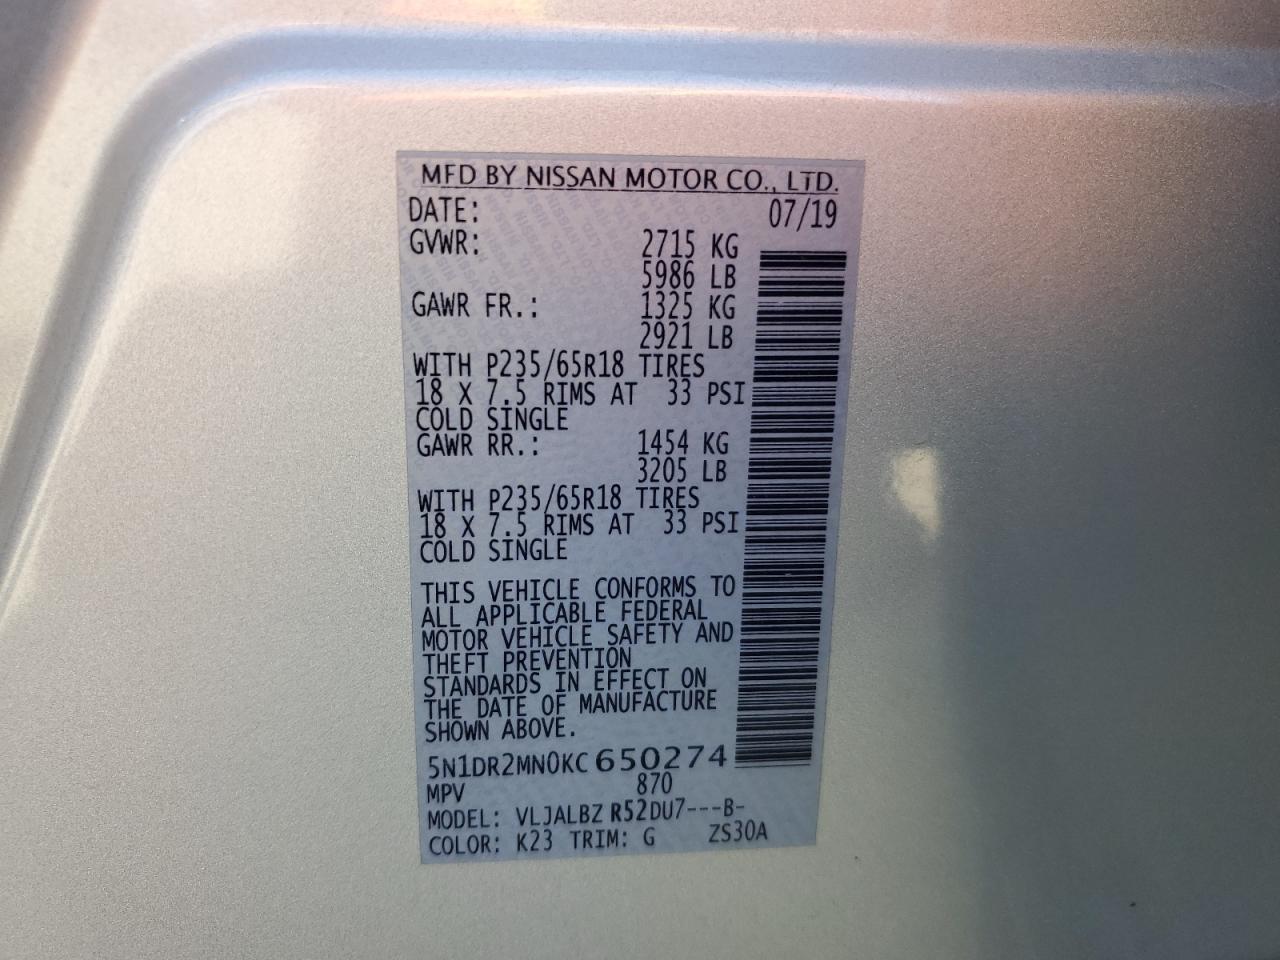 MFD BY NISSAN MOTOR CO., LTD.
DATE: 07/19
GVWR: 2715 KG
5986 LB
GAWR FR.: 1325 KG
2921 LB
WITH P235/65R18 TIRES
18 X 7.5 RIMS AT 33 PSI
COLD SINGLE
GAWR RR.: 1454 KG
3205 LB
WITH P235/65R18 TIRES
18 X 7.5 RIMS AT 33 PSI
COLD SINGLE
THIS VEHICLE CONFORMS TO
ALL APPLICABLE FEDERAL
MOTOR VEHICLE SAFETY AND
THEFT PREVENTION
STANDARDS IN EFFECT ON
THE DATE OF MANUFACTURE
SHOWN ABOVE.
5N1DR2MN0KC650274
MPV 870
MODEL: VLJALBZ R52DU7---B-
COLOR: K23 TRIM: G ZS30A